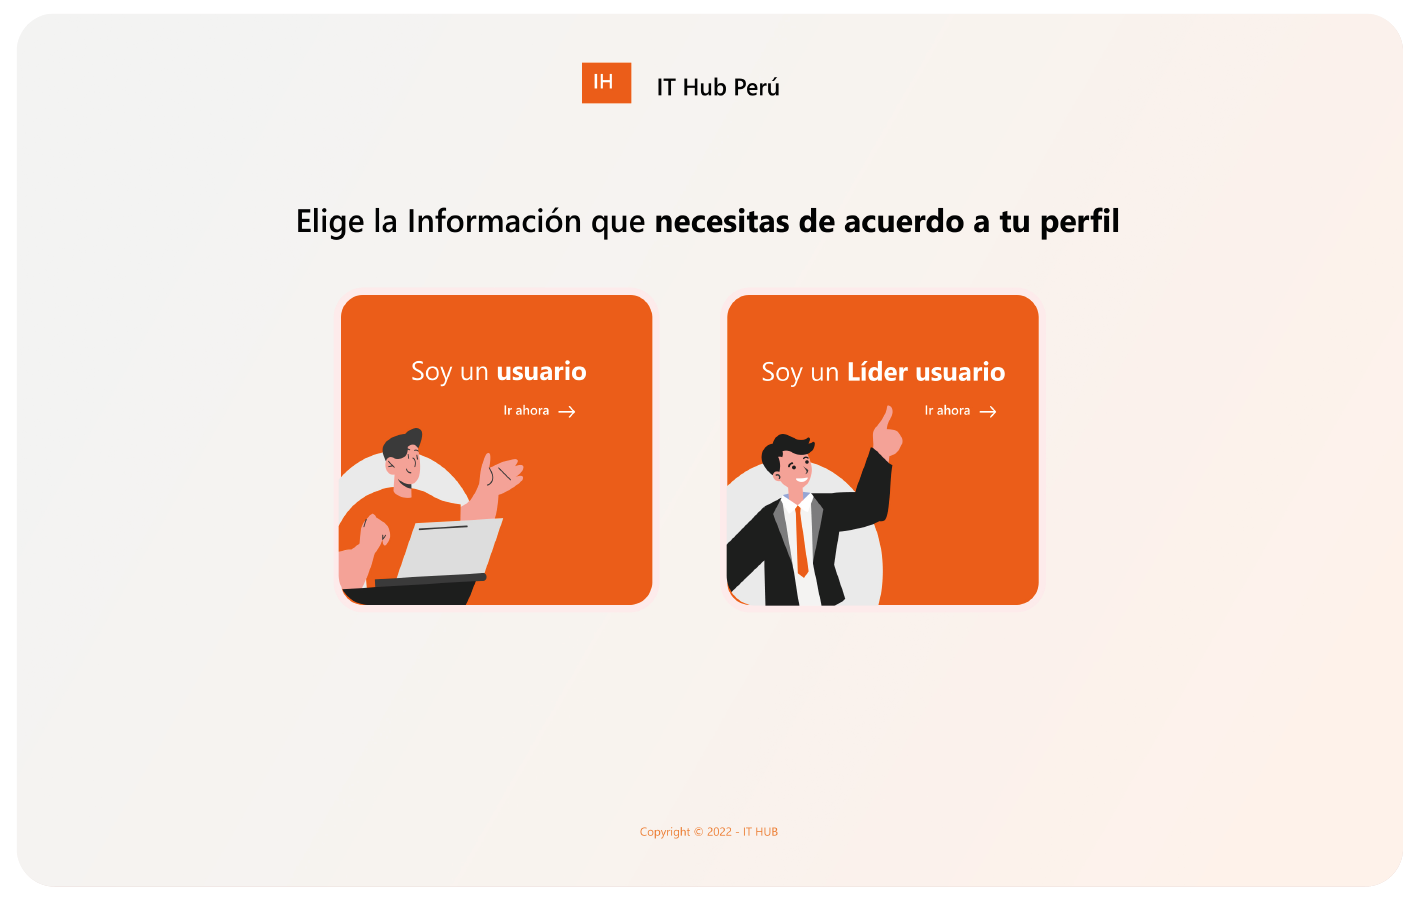 IH
IT Hub Perú
Elige la Información que necesitas de acuerdo a tu perfil
Soy un usuario
Ir ahora
Soy un Líder usuario
Ir ahora
Copyright © 2022 - IT HUB